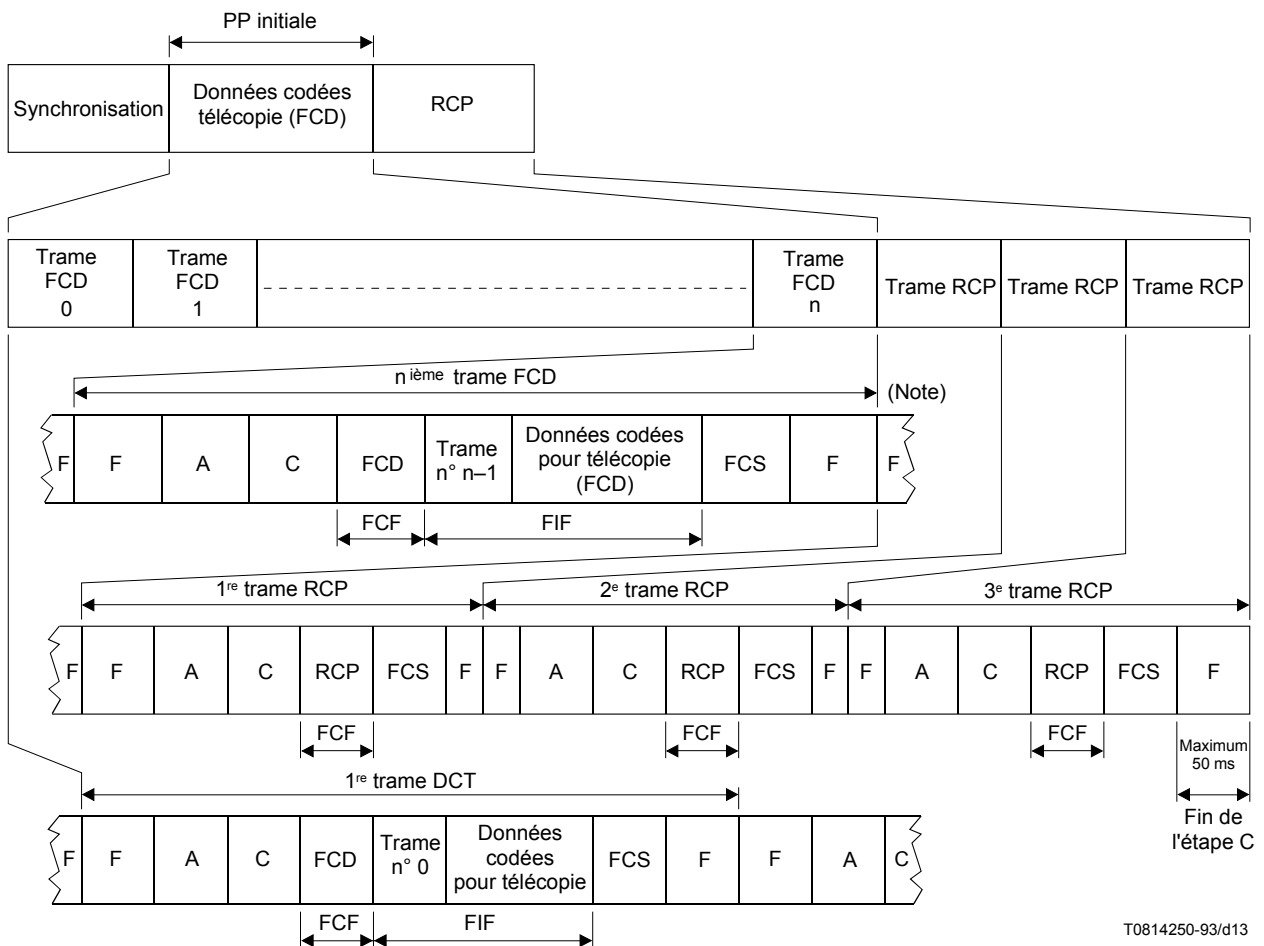 PP initiale
Synchronisation
Données codées
télécopie (FCD)
RCP
Trame
FCD
0
Trame
FCD
1
Trame
FCD
n
Trame RCP
Trame RCP
Trame RCP
n ième trame FCD
(Note)
F
F
A
C
FCD
Trame
n° n–1
Données codées
pour télécopie
(FCD)
FCS
F
F
FCF
FIF
1re trame RCP
2e trame RCP
3e trame RCP
F
F
A
C
RCP
FCS
F
F
A
C
RCP
FCS
F
F
A
C
RCP
FCS
F
FCF
FCF
FCF
Maximum
50 ms
Fin de
l'étape C
1re trame DCT
F
F
A
C
FCD
Trame
n° 0
Données
codées
pour télécopie
FCS
F
F
A
C
FCF
FIF
T0814250-93/d13